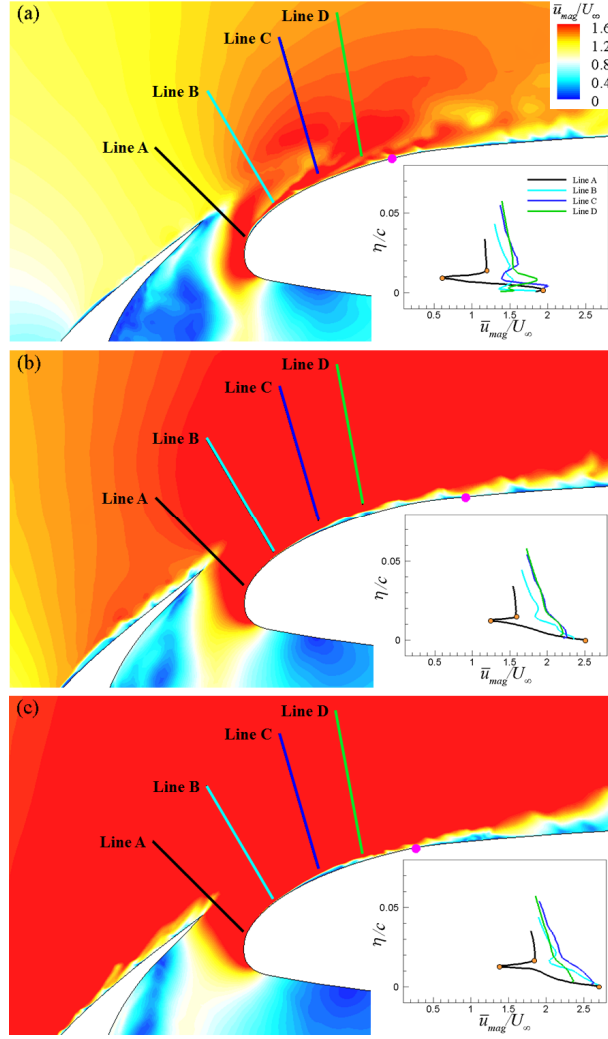 (a)
Line D
Line C
Line B
Line A
ū_mag/U_∞
1.6
1.2
0.8
0.4
0
η/c
0.05
0
Line A
Line B
Line C
Line D
0.5 1 1.5 2 2.5
ū_mag/U_∞
(b)
Line D
Line C
Line B
Line A
η/c
0.05
0
0.5 1 1.5 2 2.5
ū_mag/U_∞
(c)
Line D
Line C
Line B
Line A
η/c
0.05
0
0.5 1 1.5 2 2.5
ū_mag/U_∞